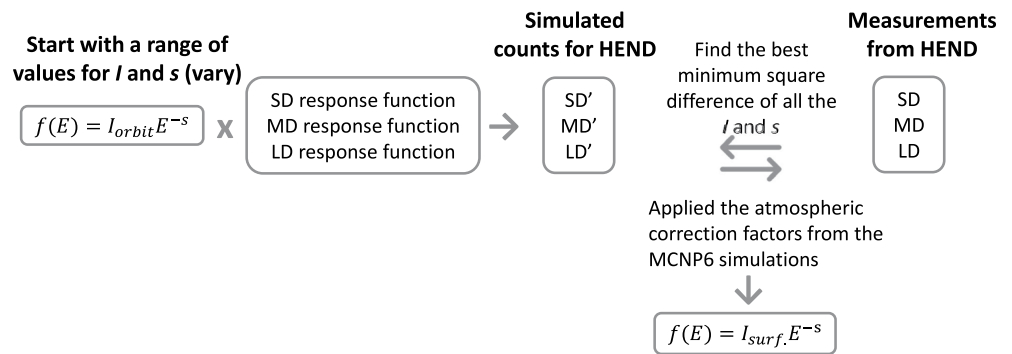 Start with a range of
values for I and s (vary)
f(E) = I_orbit E^−s
x
SD response function
MD response function
LD response function
Simulated
counts for HEND
SD'
MD'
LD'
Find the best
minimum square
difference of all the
I and s
Measurements
from HEND
SD
MD
LD
Applied the atmospheric
correction factors from the
MCNP6 simulations
f(E) = I_surf. E^−s